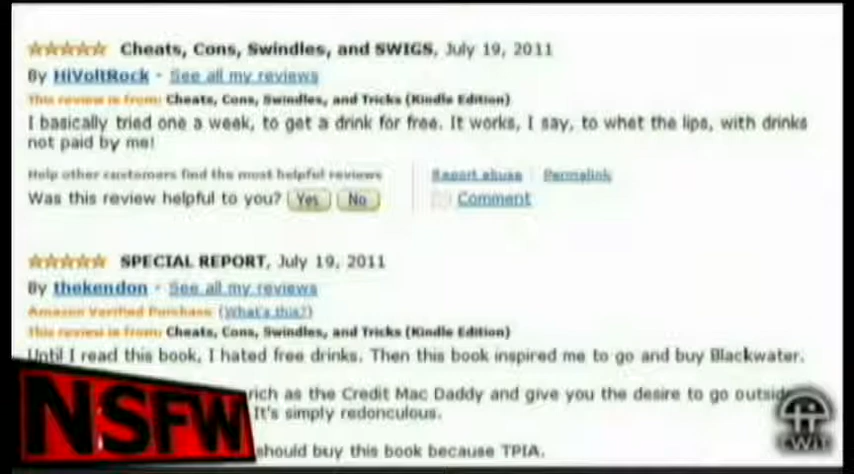 Cheats, Cons, Swindles, and SWIGS, July 19, 2011
By HiVoltRock - See all my reviews
This review is from: Cheats, Cons, Swindles, and Tricks (Kindle Edition)
I basically tried one a week, to get a drink for free. It works, I say, to whet the lips, with drinks
not paid by me!
Help other customers find the most helpful reviews
Report abuse | Permalink
Was this review helpful to you? Yes No
Comment
SPECIAL REPORT, July 19, 2011
By thekendon - See all my reviews
Amazon Verified Purchase (What's this?)
This review is from: Cheats, Cons, Swindles, and Tricks (Kindle Edition)
Until I read this book, I hated free drinks. Then this book inspired me to go and buy Blackwater.
rich as the Credit Mac Daddy and give you the desire to go outsid
It's simply redonculous.
should buy this book because TPIA.
NSFW
TWiT